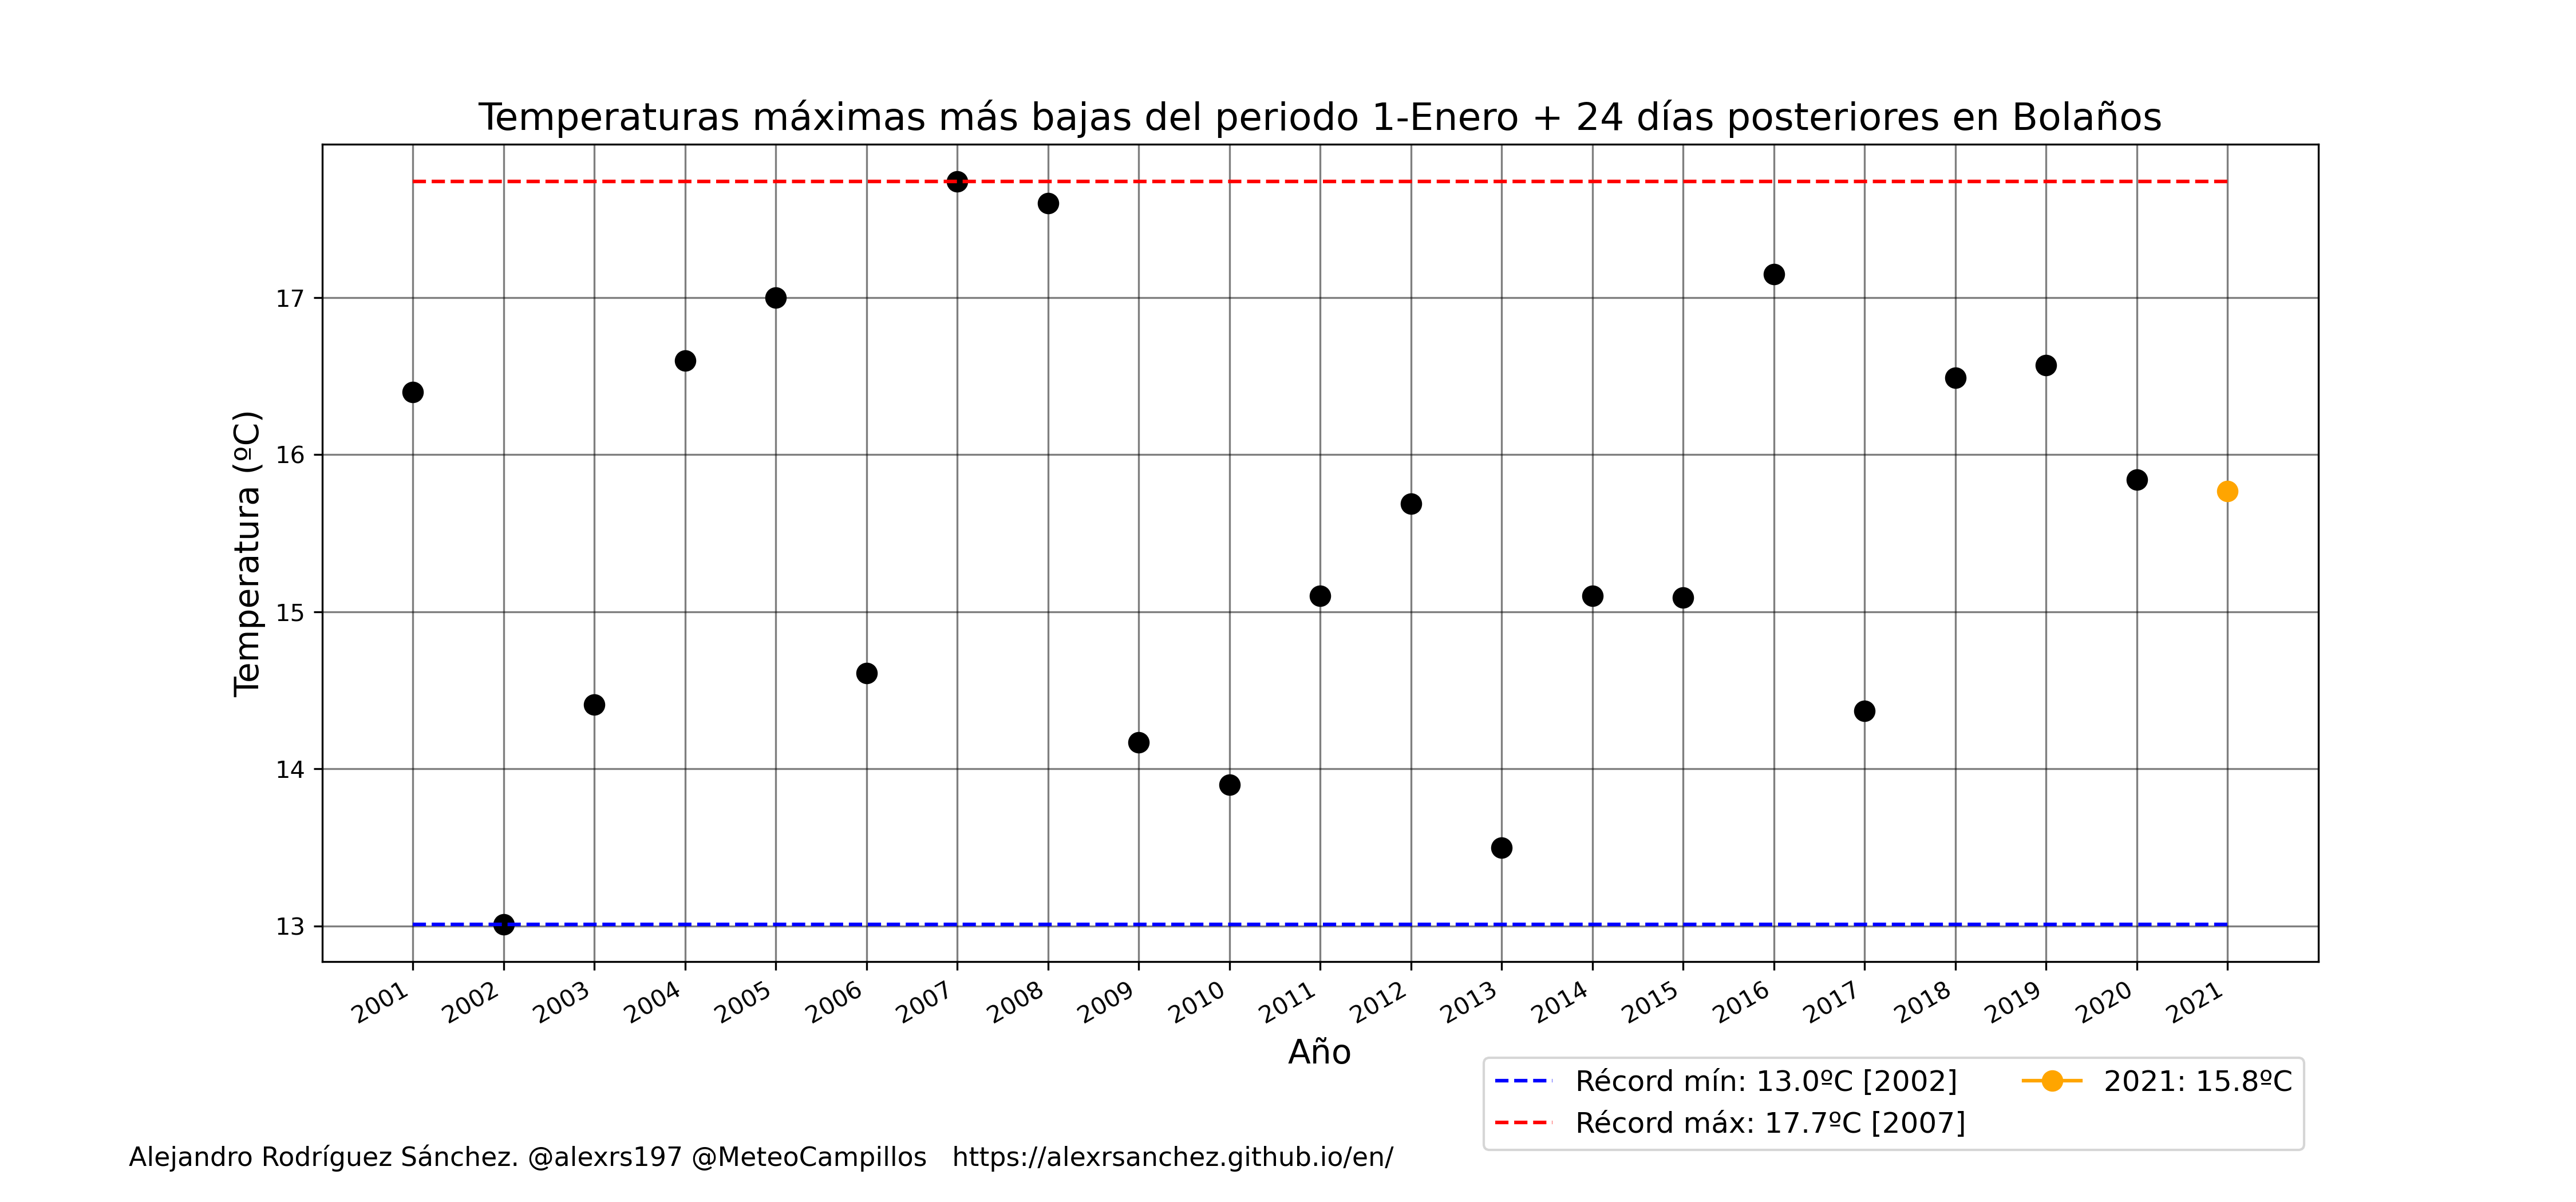 Temperaturas máximas más bajas del periodo 1-Enero + 24 días posteriores en Bolaños
Temperatura (ºC)
17
16
15
14
13
2001 2002 2003 2004 2005 2006 2007 2008 2009 2010 2011 2012 2013 2014 2015 2016 2017 2018 2019 2020 2021
Año
Récord mín: 13.0ºC [2002]
Récord máx: 17.7ºC [2007]
2021: 15.8ºC
Alejandro Rodríguez Sánchez. @alexrs197 @MeteoCampillos https://alexrsanchez.github.io/en/